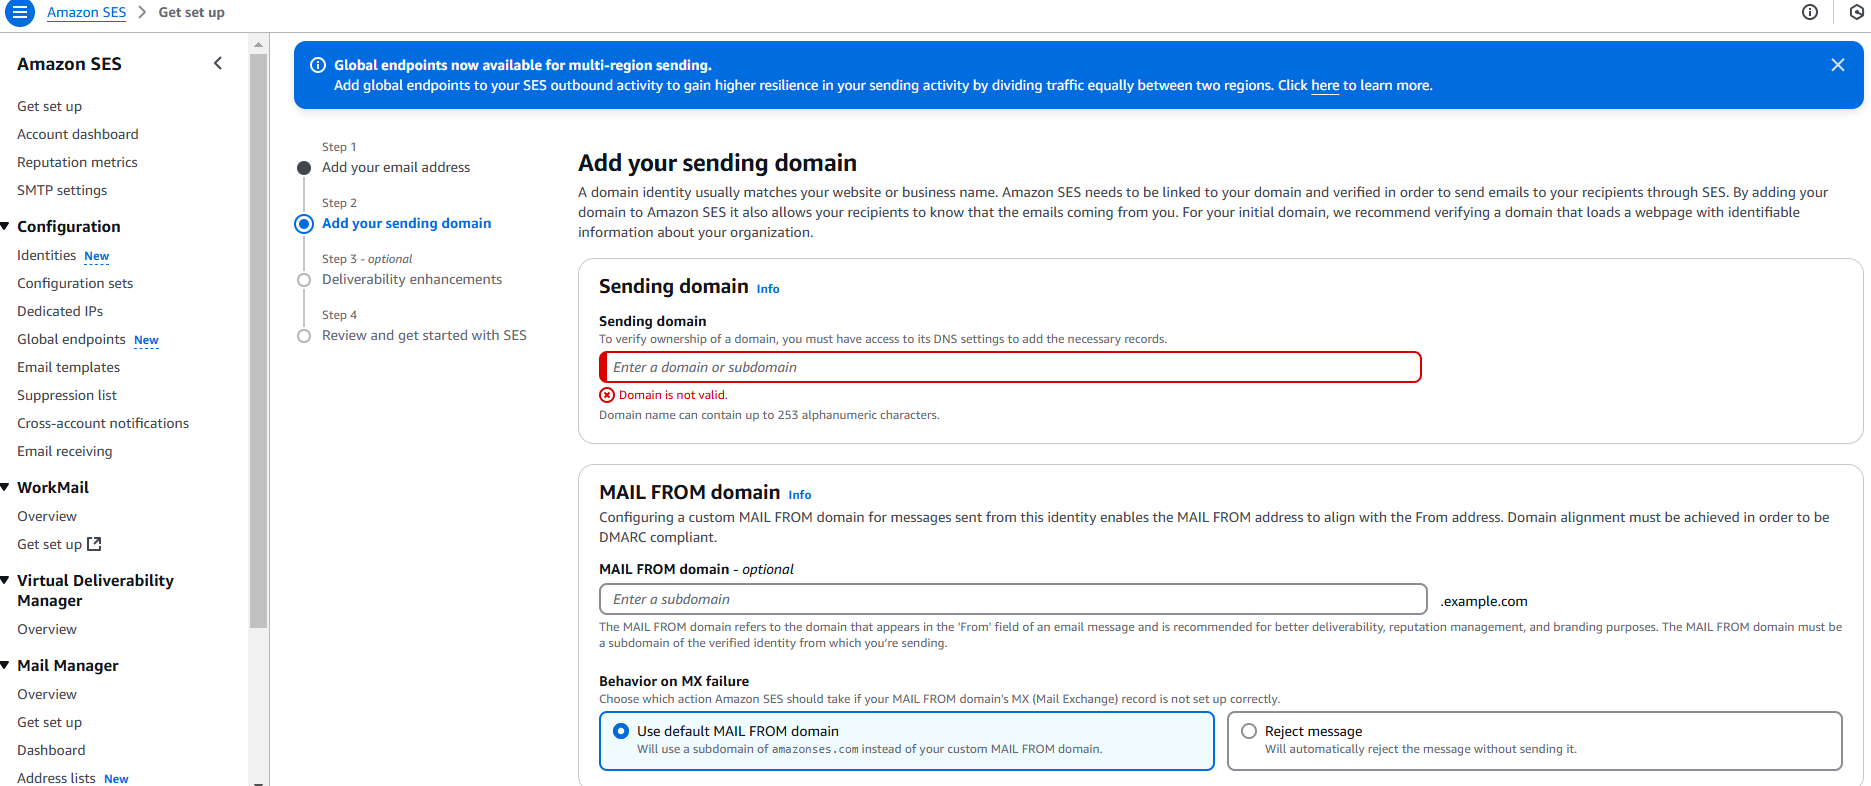 Amazon SES > Get set up
Amazon SES
Get set up
Account dashboard
Reputation metrics
SMTP settings
Configuration
Identities New
Configuration sets
Dedicated IPs
Global endpoints New
Email templates
Suppression list
Cross-account notifications
Email receiving
WorkMail
Overview
Get set up
Virtual Deliverability
Manager
Overview
Mail Manager
Overview
Get set up
Dashboard
Address lists New
Global endpoints now available for multi-region sending.
Add global endpoints to your SES outbound activity to gain higher resilience in your sending activity by dividing traffic equally between two regions. Click here to learn more.
Step 1
Add your email address
Step 2
Add your sending domain
Step 3 - optional
Deliverability enhancements
Step 4
Review and get started with SES
Add your sending domain
A domain identity usually matches your website or business name. Amazon SES needs to be linked to your domain and verified in order to send emails to your recipients through SES. By adding your
domain to Amazon SES it also allows your recipients to know that the emails coming from you. For your initial domain, we recommend verifying a domain that loads a webpage with identifiable
information about your organization.
Sending domain Info
Sending domain
To verify ownership of a domain, you must have access to its DNS settings to add the necessary records.
Enter a domain or subdomain
Domain is not valid.
Domain name can contain up to 253 alphanumeric characters.
MAIL FROM domain Info
Configuring a custom MAIL FROM domain for messages sent from this identity enables the MAIL FROM address to align with the From address. Domain alignment must be achieved in order to be
DMARC compliant.
MAIL FROM domain - optional
Enter a subdomain
.example.com
The MAIL FROM domain refers to the domain that appears in the 'From' field of an email message and is recommended for better deliverability, reputation management, and branding purposes. The MAIL FROM domain must be
a subdomain of the verified identity from which you're sending.
Behavior on MX failure
Choose which action Amazon SES should take if your MAIL FROM domain's MX (Mail Exchange) record is not set up correctly.
Use default MAIL FROM domain
Will use a subdomain of amazonses.com instead of your custom MAIL FROM domain.
Reject message
Will automatically reject the message without sending it.